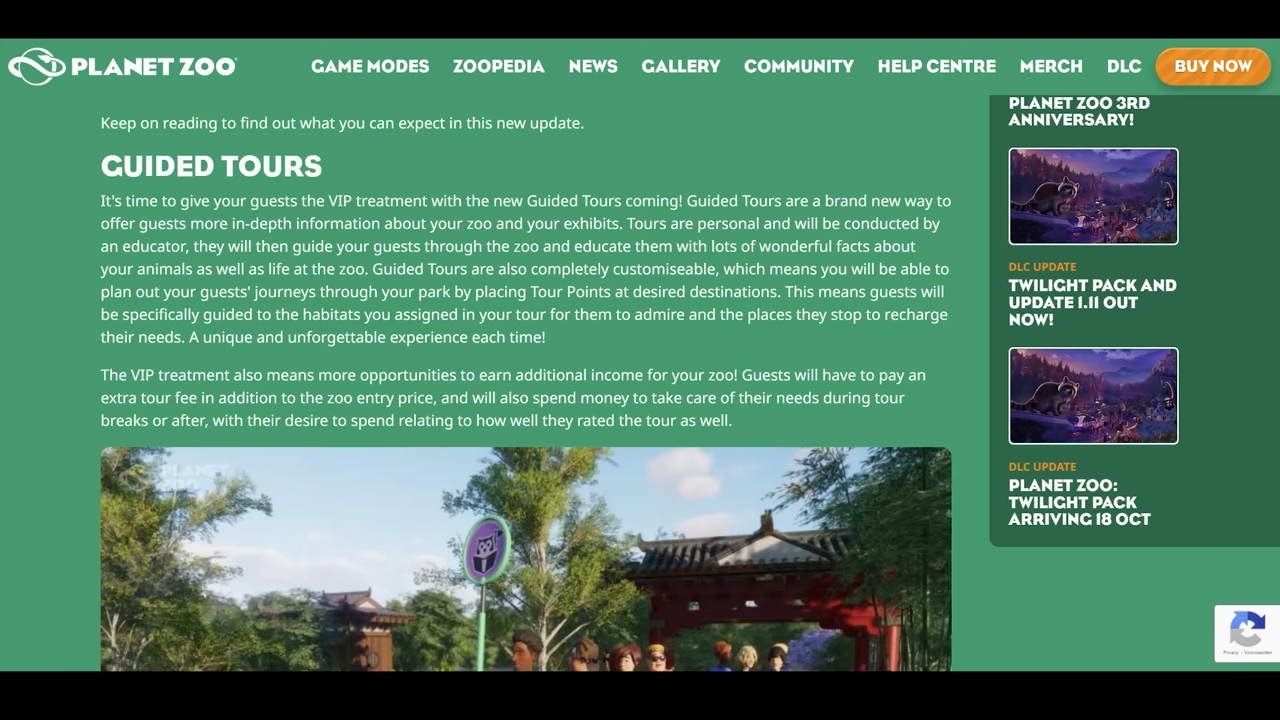 PLANET ZOO
GAME MODES
ZOOPEDIA
NEWS
GALLERY
COMMUNITY
HELP CENTRE
MERCH
DLC
BUY NOW
Keep on reading to find out what you can expect in this new update.
GUIDED TOURS
It's time to give your guests the VIP treatment with the new Guided Tours coming! Guided Tours are a brand new way to
offer guests more in-depth information about your zoo and your exhibits. Tours are personal and will be conducted by
an educator, they will then guide your guests through the zoo and educate them with lots of wonderful facts about
your animals as well as life at the zoo. Guided Tours are also completely customiseable, which means you will be able to
plan out your guests' journeys through your park by placing Tour Points at desired destinations. This means guests will
be specifically guided to the habitats you assigned in your tour for them to admire and the places they stop to recharge
their needs. A unique and unforgettable experience each time!
The VIP treatment also means more opportunities to earn additional income for your zoo! Guests will have to pay an
extra tour fee in addition to the zoo entry price, and will also spend money to take care of their needs during tour
breaks or after, with their desire to spend relating to how well they rated the tour as well.
PLANET
ZOO
PLANET ZOO 3RD
ANNIVERSARY!
DLC UPDATE
TWILIGHT PACK AND
UPDATE 1.11 OUT
NOW!
DLC UPDATE
PLANET ZOO:
TWILIGHT PACK
ARRIVING 18 OCT
Privacy - Voorwaarden